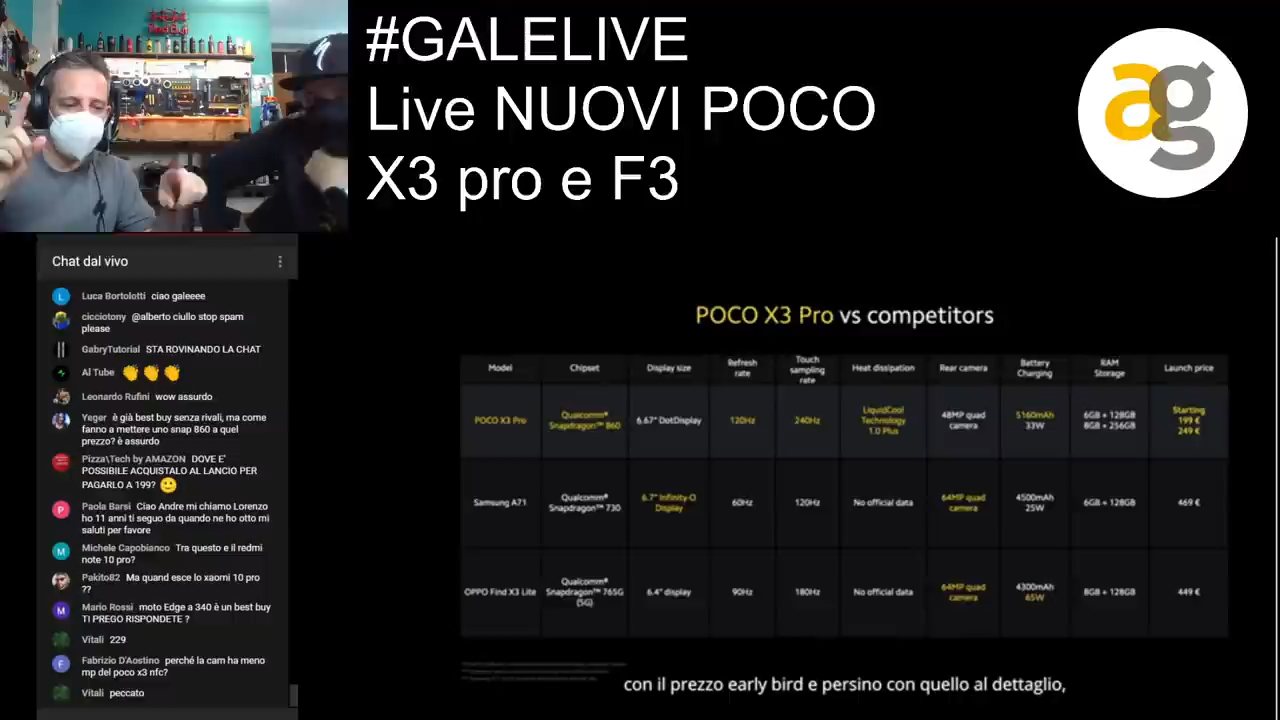 #GALELIVE
Live NUOVI POCO
X3 pro e F3
ag
Chat dal vivo
Luca Bortolotti ciao galeeee
cicciotony @alberto ciullo stop spam
please
GabryTutorial STA ROVINANDO LA CHAT
Al Tube
Leonardo Rufini wow assurdo
Yeger è già best buy senza rivali, ma come
fanno a mettere uno snap 860 a quel
prezzo? è assurdo
Pizza\Tech by AMAZON DOVE E'
POSSIBILE ACQUISTALO AL LANCIO PER
PAGARLO A 199?
Paola Barsi Ciao Andre mi chiamo Lorenzo
ho 11 anni ti seguo da quando ne ho otto mi
saluti per favore
Michele Capobianco Tra questo e il redmi
note 10 pro?
Pakito82 Ma quand esce lo xaomi 10 pro
??
Mario Rossi moto Edge a 340 è un best buy
TI PREGO RISPONDETE ?
Vitali 229
Fabrizio D'Aostino perché la cam ha meno
mp del poco x3 nfc?
Vitali peccato
POCO X3 Pro vs competitors
Model Chipset Display size Refresh rate Touch sampling rate Heat dissipation Rear camera Battery Charging RAM Storage Launch price
POCO X3 Pro Qualcomm® Snapdragon™ 860 6.67" DotDisplay 120Hz 240Hz LiquidCool Technology 1.0 Plus 48MP quad camera 5160mAh 33W 6GB + 128GB 8GB + 256GB Starting 199 € 249 €
Samsung A71 Qualcomm® Snapdragon™ 730 6.7" Infinity-O Display 60Hz 120Hz No official data 64MP quad camera 4500mAh 25W 6GB + 128GB 469 €
OPPO Find X3 Lite Qualcomm® Snapdragon™ 765G (5G) 6.4" display 90Hz 180Hz No official data 64MP quad camera 4300mAh 65W 8GB + 128GB 449 €
con il prezzo early bird e persino con quello al dettaglio,